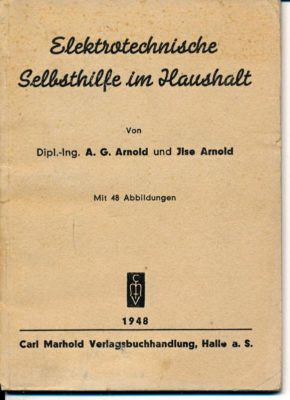 Elektrotechnische
Selbsthilfe im Haushalt
Von
Dipl.-Ing. A. G. Arnold und Jlse Arnold
Mit 48 Abbildungen
C
M
V
1948
Carl Marhold Verlagsbuchhandlung, Halle a. S.